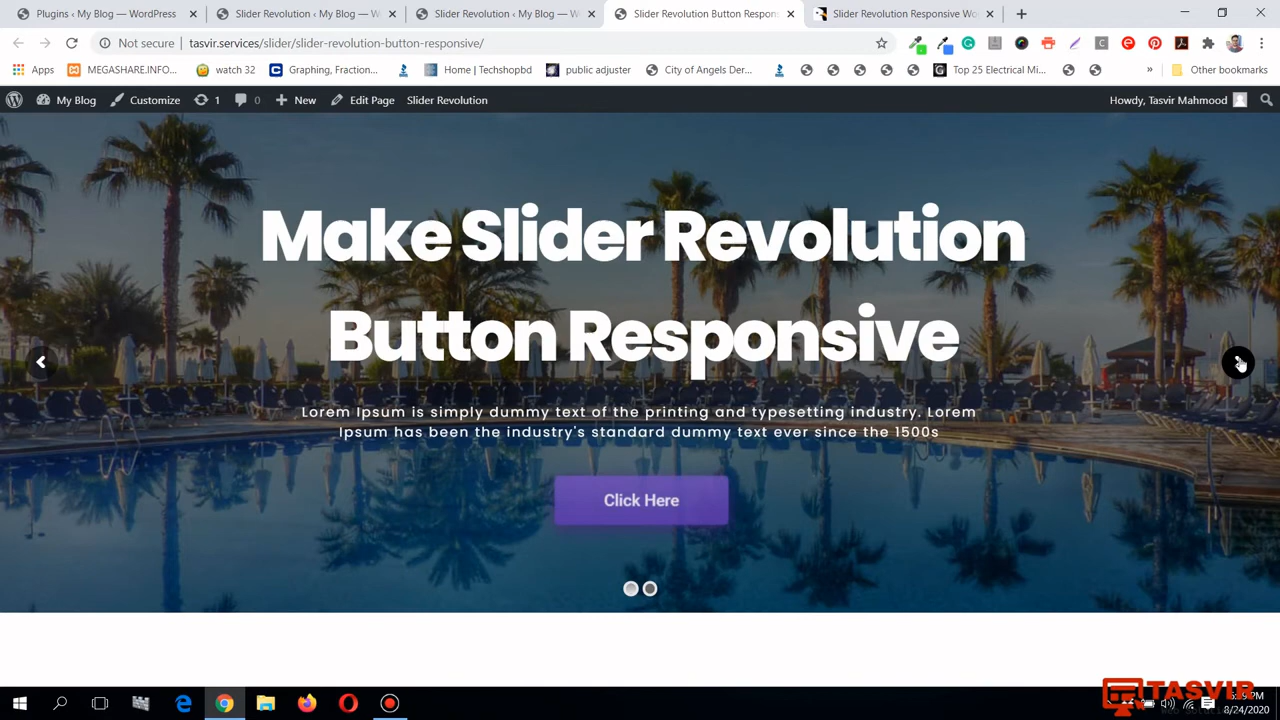 Plugins ‹ My Blog — WordPress
Slider Revolution ‹ My Blog — W
Slider Revolution ‹ My Blog — W
Slider Revolution Button Respon
Slider Revolution Responsive Wo
Not secure
tasvir.services/slider/slider-revolution-button-responsive/
Apps
MEGASHARE.INFO...
watch 32
Graphing, Fraction...
Home | Techshopbd
public adjuster
City of Angels Der...
Top 25 Electrical Mi...
»
Other bookmarks
My Blog
Customize
1
0
New
Edit Page
Slider Revolution
Howdy, Tasvir Mahmood
Make Slider Revolution
Button Responsive
Lorem Ipsum is simply dummy text of the printing and typesetting industry. Lorem
Ipsum has been the industry's standard dummy text ever since the 1500s
Click Here
TASVIR
8/24/2020